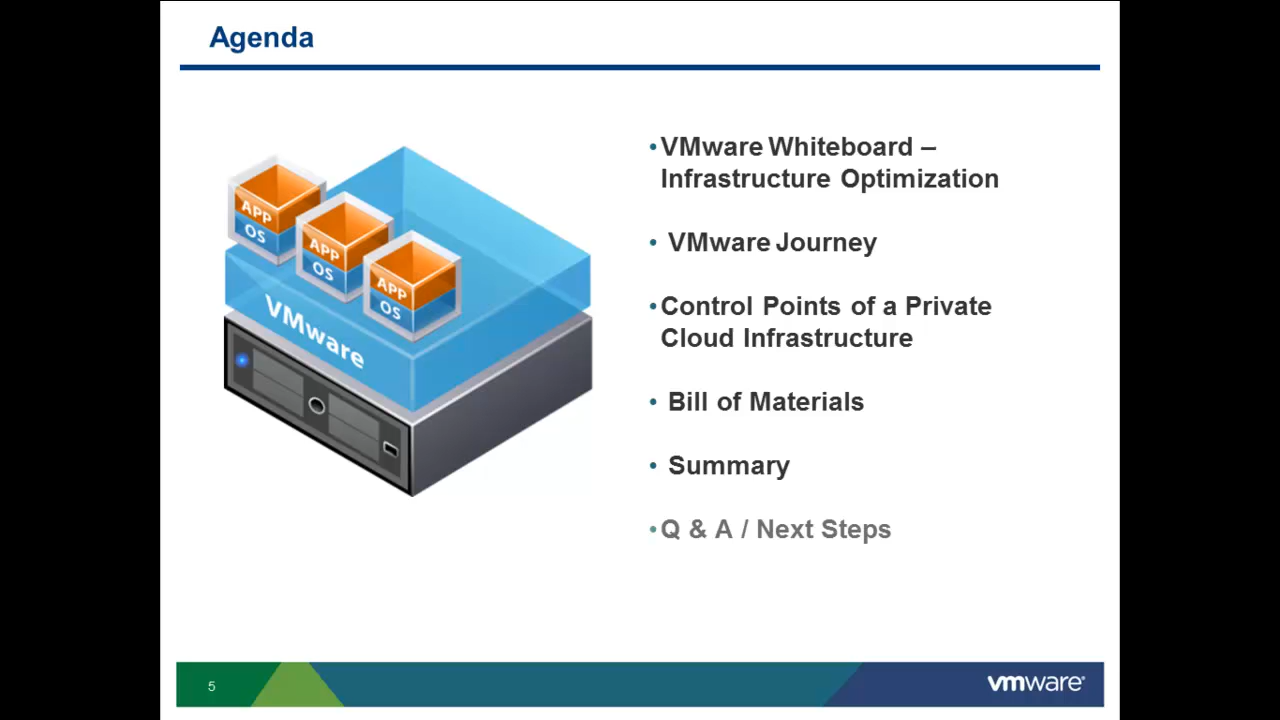 Agenda
•VMware Whiteboard –
Infrastructure Optimization
• VMware Journey
•Control Points of a Private
Cloud Infrastructure
• Bill of Materials
• Summary
•Q & A / Next Steps
APP
OS
APP
OS
APP
OS
VMware
5
vmware®